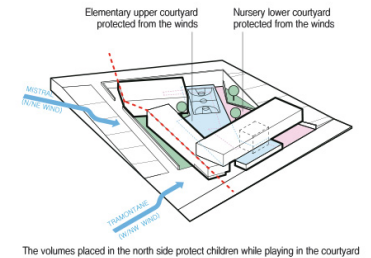 Elementary upper courtyard
protected from the winds
Nursery lower courtyard
protected from the winds
MISTRAL
(N/NE WIND)
TRAMONTANE
(W/NW WIND)
The volumes placed in the north side protect children while playing in the courtyard